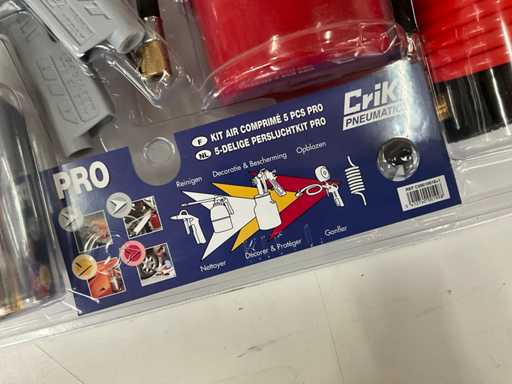 CriK
PNEUMATIC
F KIT AIR COMPRIMÉ 5 PCS PRO
NL 5-DELIGE PERSLUCHTKIT PRO
PRO
Reinigen Decoratie & Bescherming Opblazen
Nettoyer Décorer & Protéger Gonfler